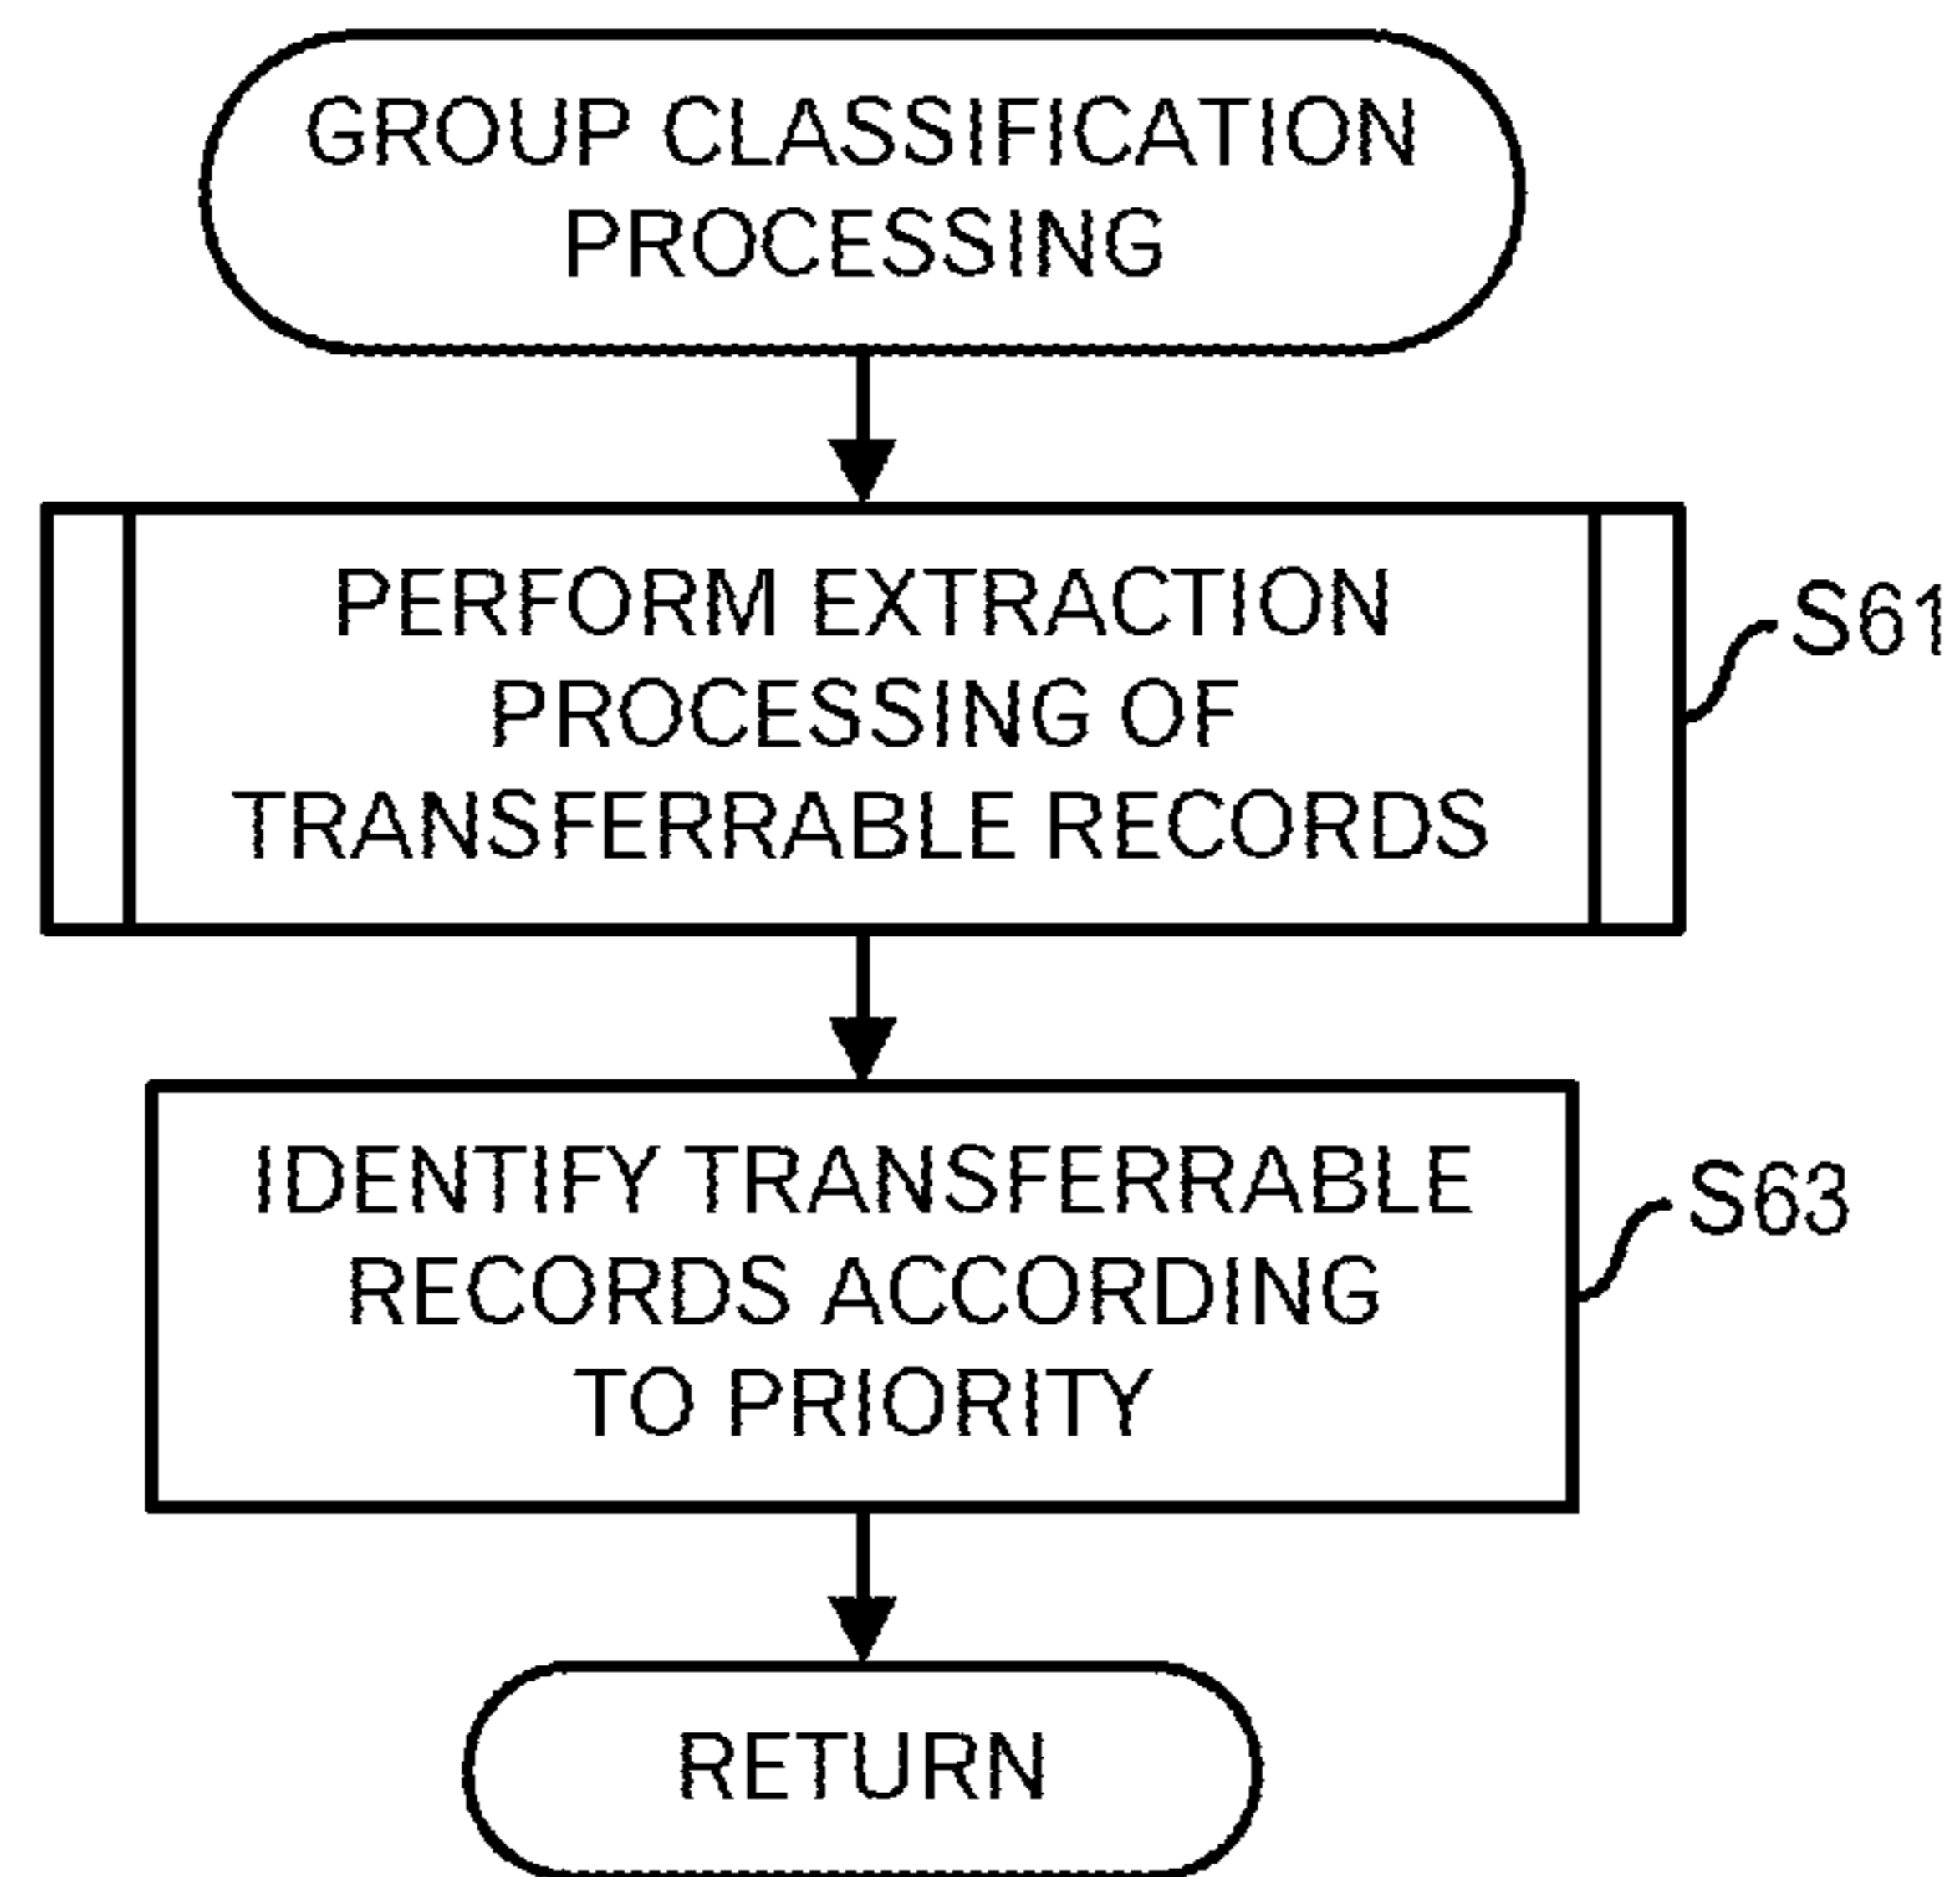 GROUP CLASSIFICATION
PROCESSING
PERFORM EXTRACTION
PROCESSING OF
TRANSFERRABLE RECORDS
S61
IDENTIFY TRANSFERRABLE
RECORDS ACCORDING
TO PRIORITY
S63
RETURN